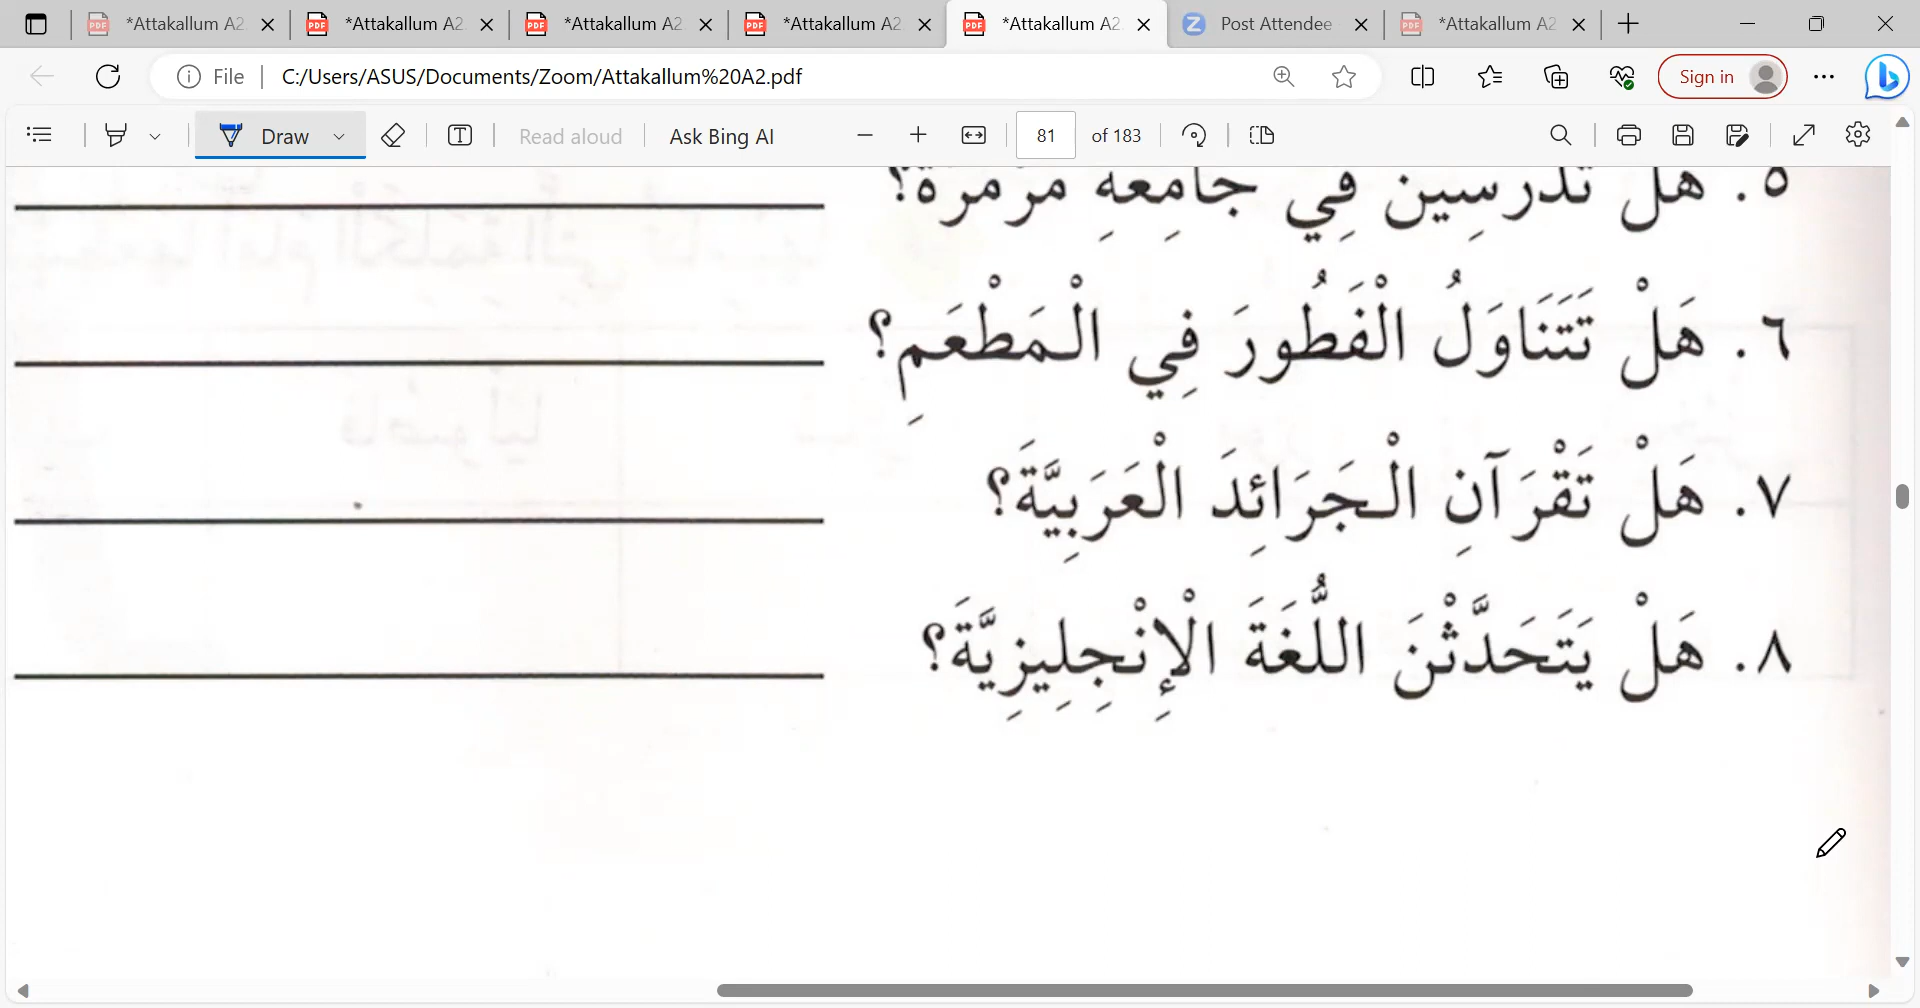 *Attakallum A2
*Attakallum A2
*Attakallum A2
*Attakallum A2
*Attakallum A2
Post Attendee
*Attakallum A2
File
C:/Users/ASUS/Documents/Zoom/Attakallum%20A2.pdf
Sign in
Draw
Read aloud
Ask Bing AI
81
of 183
٥. هَلْ تَدْرُسِينَ فِي جَامِعَةِ مَرْمَرَة؟
٦. هَلْ تَتَنَاوَلُ الْفَطُورَ فِي الْمَطْعَمِ؟
٧. هَلْ تَقْرَآنِ الْجَرَائِدَ الْعَرَبِيَّةَ؟
٨. هَلْ يَتَحَدَّثْنَ اللُّغَةَ الْإِنْجِلِيزِيَّةَ؟